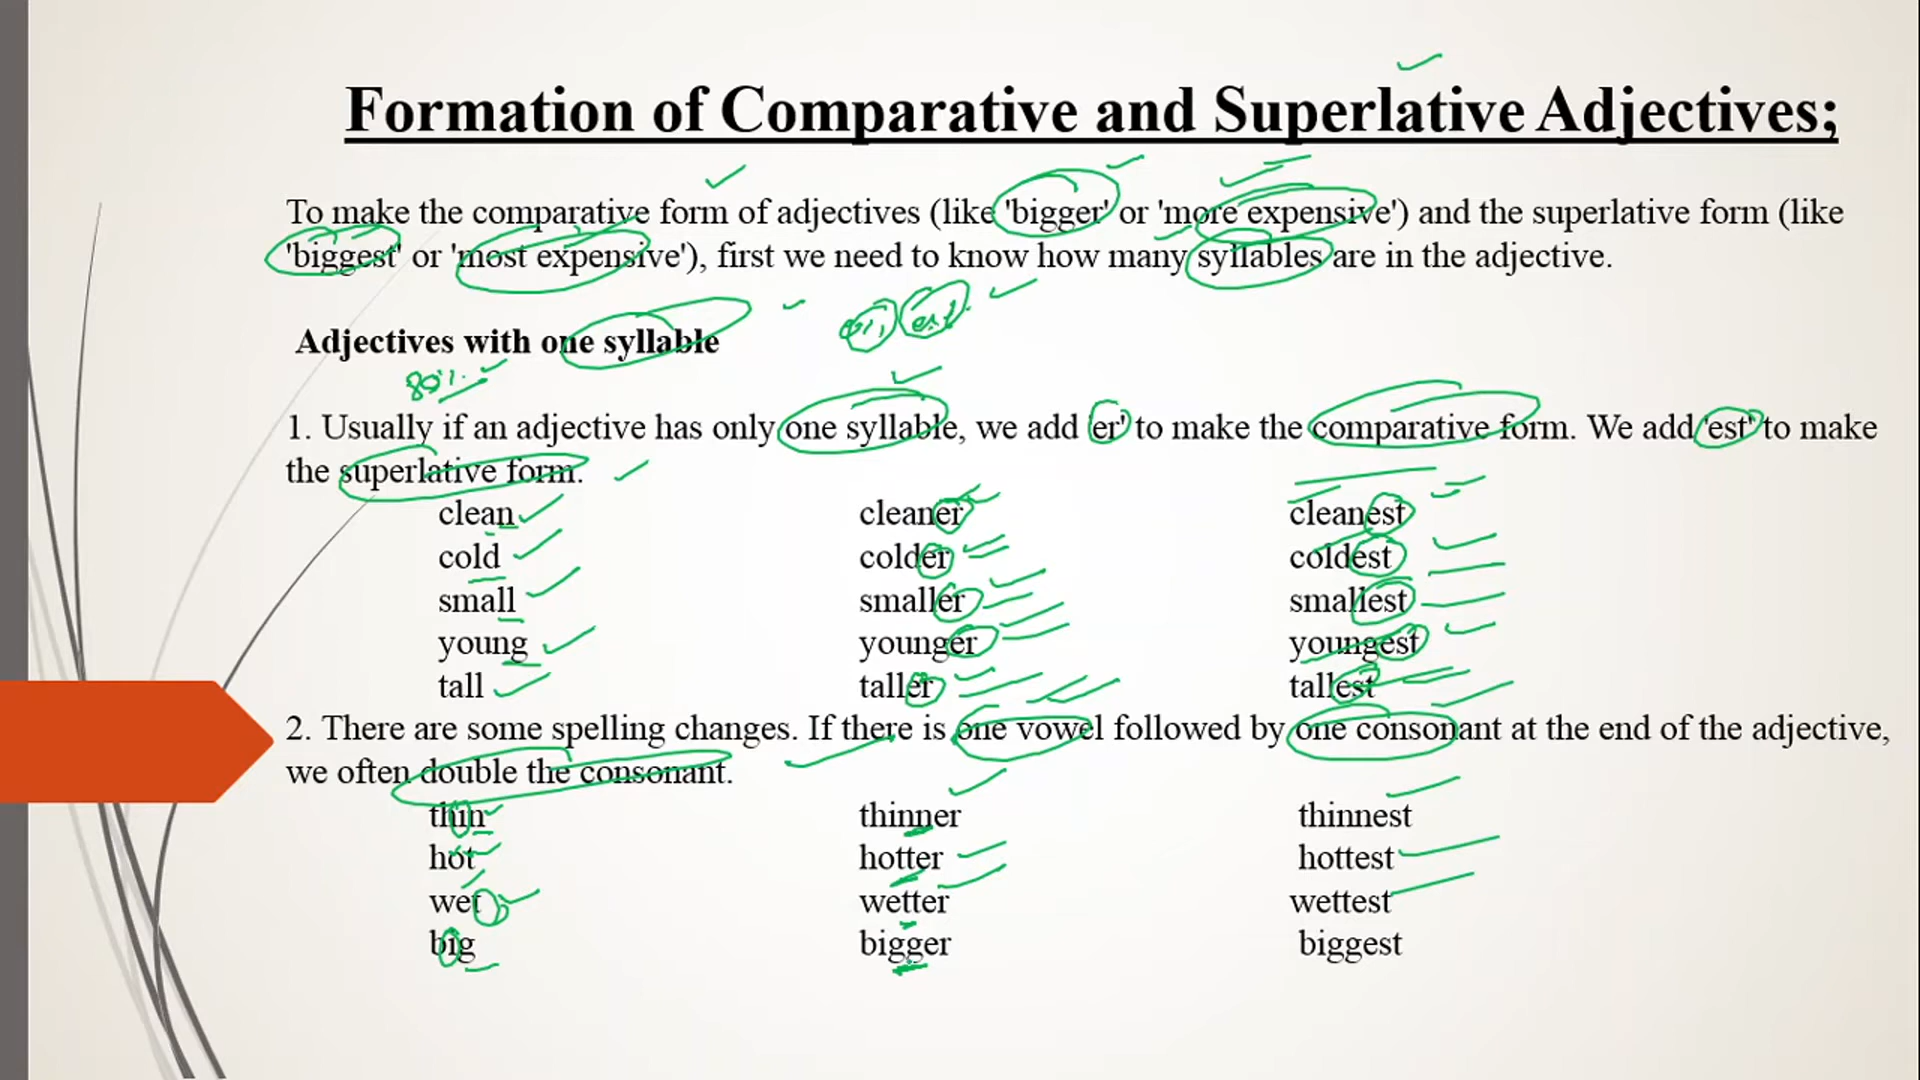 Formation of Comparative and Superlative Adjectives;
To make the comparative form of adjectives (like 'bigger' or 'more expensive') and the superlative form (like
'biggest' or 'most expensive'), first we need to know how many syllables are in the adjective.
Adjectives with one syllable
80%.
1. Usually if an adjective has only one syllable, we add 'er' to make the comparative form. We add 'est' to make
the superlative form.
clean cleaner cleanest
cold colder coldest
small smaller smallest
young younger youngest
tall taller tallest
2. There are some spelling changes. If there is one vowel followed by one consonant at the end of the adjective,
we often double the consonant.
thin thinner thinnest
hot hotter hottest
wet wetter wettest
big bigger biggest